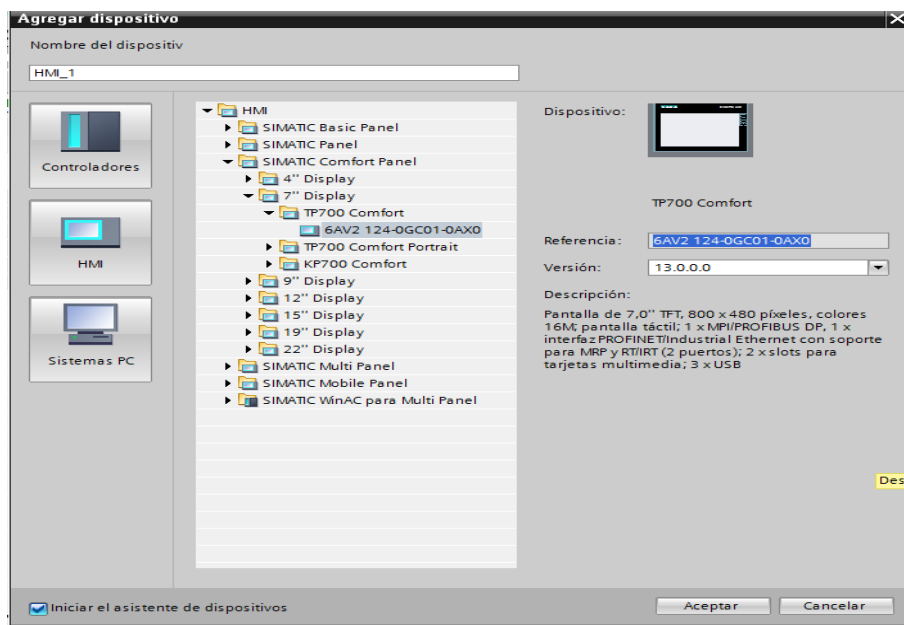 Agregar dispositivo
Nombre del dispositiv
HMI_1
Controladores
HMI
Sistemas PC
HMI
SIMATIC Basic Panel
SIMATIC Panel
SIMATIC Comfort Panel
4'' Display
7'' Display
TP700 Comfort
6AV2 124-0GC01-0AX0
TP700 Comfort Portrait
KP700 Comfort
9'' Display
12'' Display
15'' Display
19'' Display
22'' Display
SIMATIC Multi Panel
SIMATIC Mobile Panel
SIMATIC WinAC para Multi Panel
Dispositivo:
TP700 Comfort
Referencia: 6AV2 124-0GC01-0AX0
Versión: 13.0.0.0
Descripción:
Pantalla de 7,0'' TFT, 800 x 480 píxeles, colores
16M; pantalla táctil; 1 x MPI/PROFIBUS DP, 1 x
interfaz PROFINET/Industrial Ethernet con soporte
para MRP y RT/IRT (2 puertos); 2 x slots para
tarjetas multimedia; 3 x USB
Des
Iniciar el asistente de dispositivos
Aceptar
Cancelar